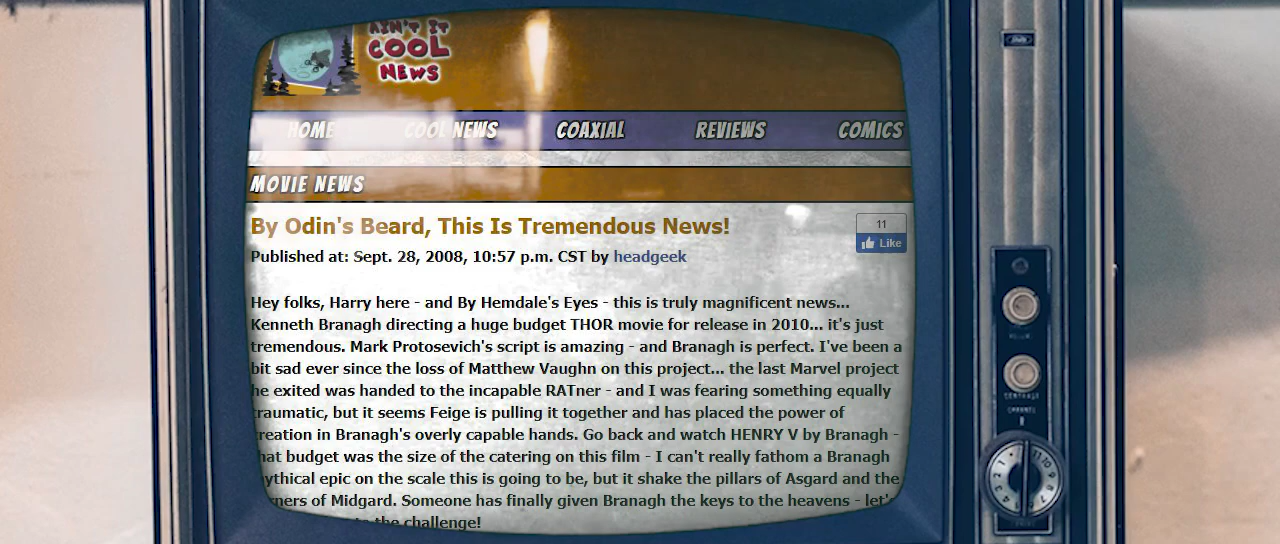 AIN'T IT
COOL
NEWS
HOME COOL NEWS COAXIAL REVIEWS COMICS
MOVIE NEWS
By Odin's Beard, This Is Tremendous News!
11
Like
Published at: Sept. 28, 2008, 10:57 p.m. CST by headgeek
Hey folks, Harry here - and By Hemdale's Eyes - this is truly magnificent news...
Kenneth Branagh directing a huge budget THOR movie for release in 2010... it's just
tremendous. Mark Protosevich's script is amazing - and Branagh is perfect. I've been a
bit sad ever since the loss of Matthew Vaughn on this project... the last Marvel project
he exited was handed to the incapable RATner - and I was fearing something equally
traumatic, but it seems Feige is pulling it together and has placed the power of
creation in Branagh's overly capable hands. Go back and watch HENRY V by Branagh -
that budget was the size of the catering on this film - I can't really fathom a Branagh
mythical epic on the scale this is going to be, but it shake the pillars of Asgard and the
corners of Midgard. Someone has finally given Branagh the keys to the heavens - let's
the challenge!